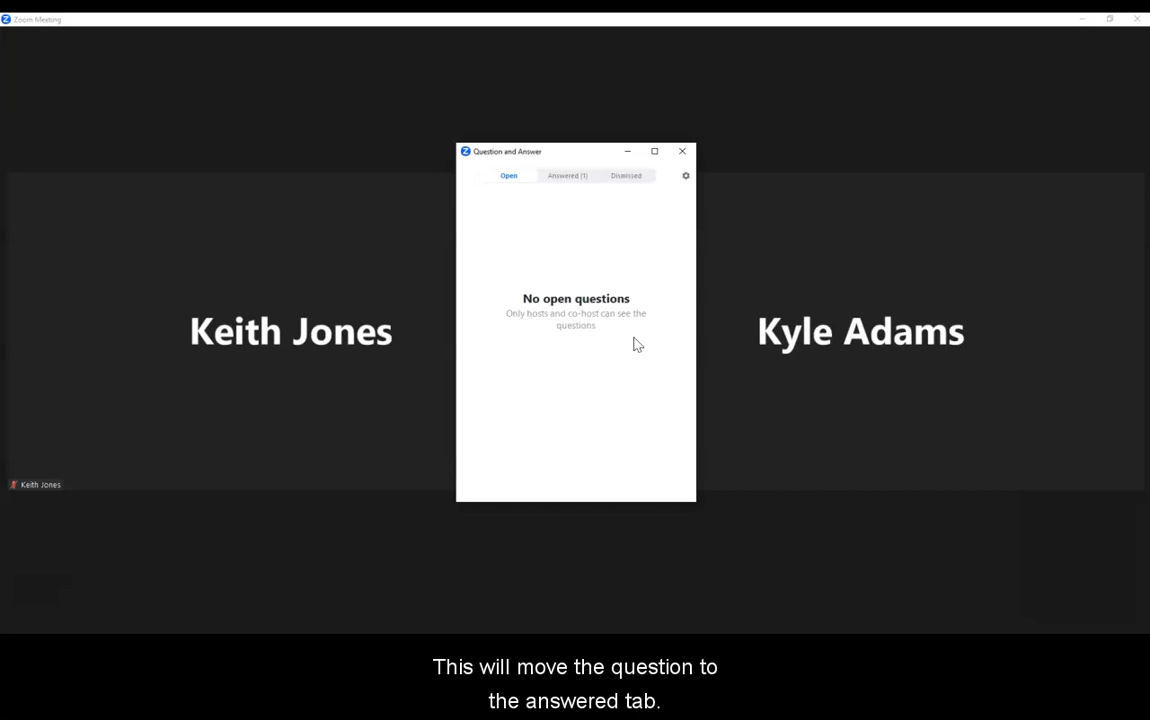 Zoom Meeting
Question and Answer
Open Answered (1) Dismissed
No open questions
Only hosts and co-host can see the
questions
Keith Jones
Kyle Adams
Keith Jones
This will move the question to
the answered tab.